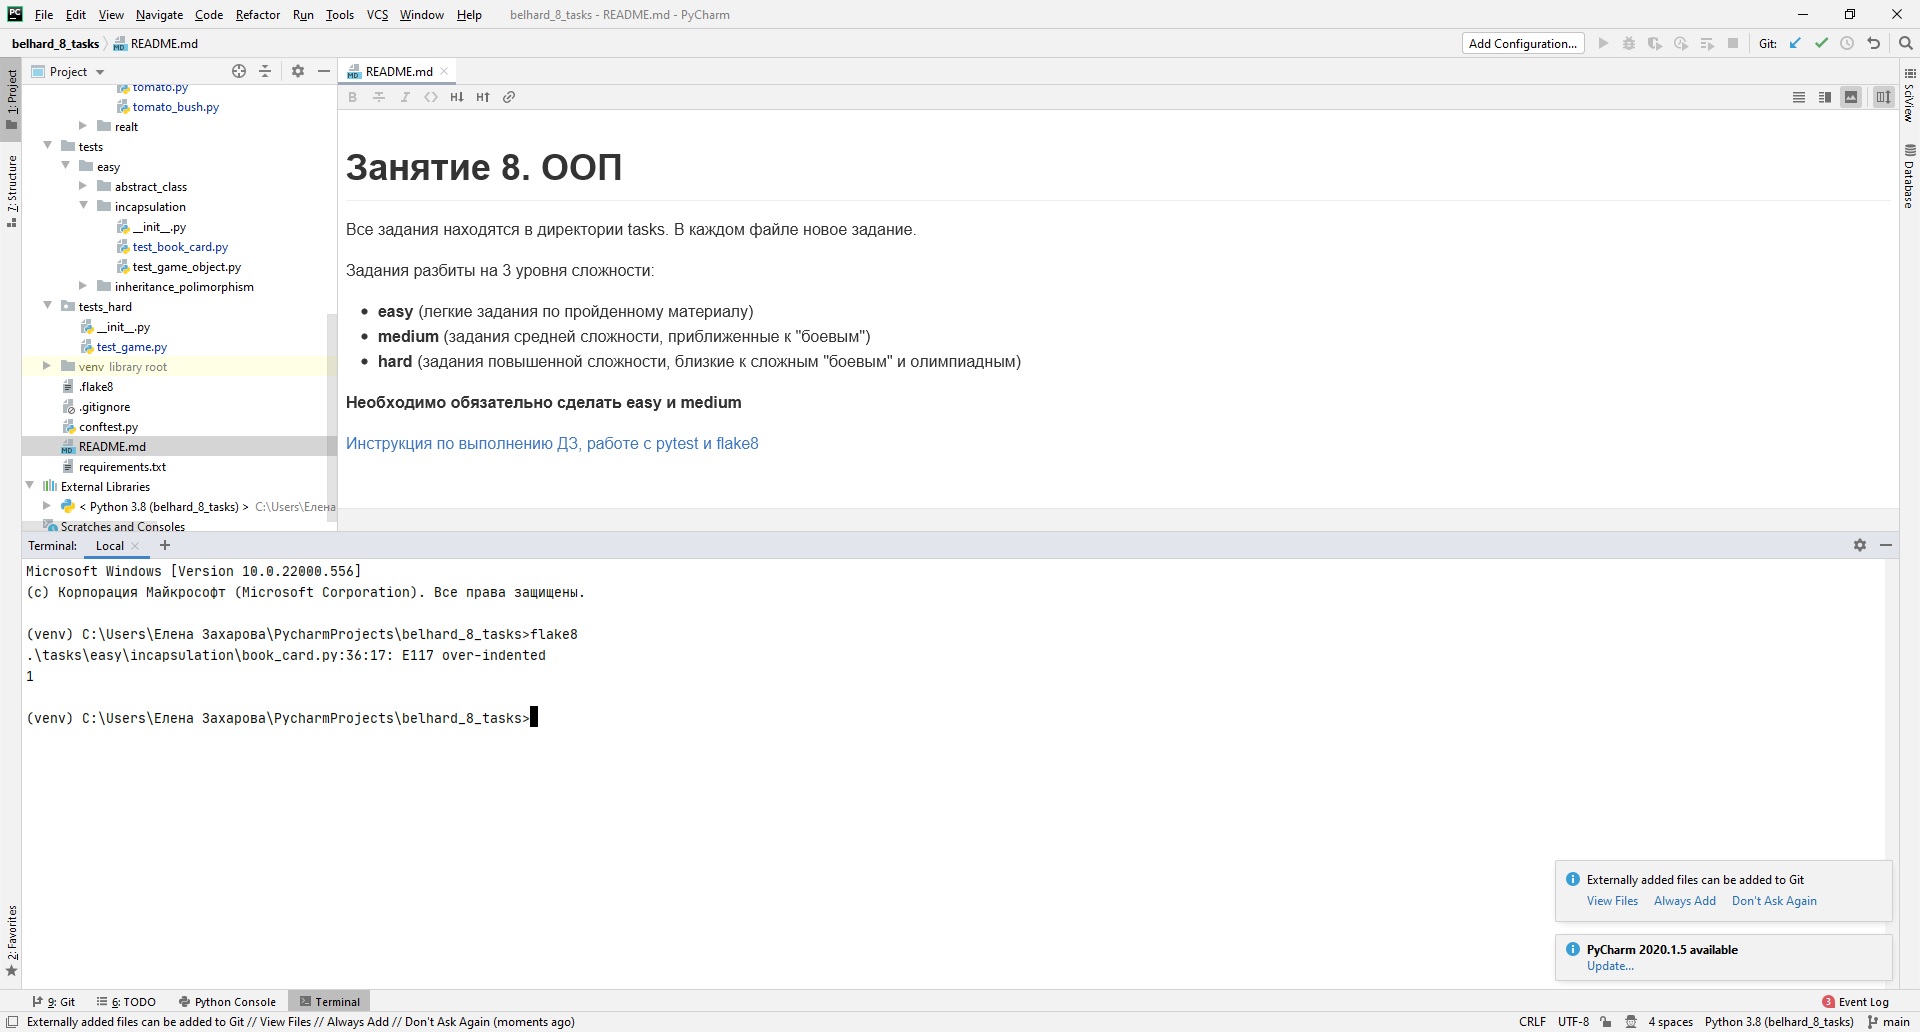 File Edit View Navigate Code Refactor Run Tools VCS Window Help belhard_8_tasks - README.md - PyCharm
belhard_8_tasks README.md Add Configuration... Git:
1: Project
7: Structure
2: Favorites
Project
tomato.py
tomato_bush.py
realt
tests
easy
abstract_class
incapsulation
__init__.py
test_book_card.py
test_game_object.py
inheritance_polimorphism
tests_hard
__init__.py
test_game.py
venv library root
.flake8
.gitignore
conftest.py
README.md
requirements.txt
External Libraries
< Python 3.8 (belhard_8_tasks) > C:\Users\Елена
Scratches and Consoles
README.md
Занятие 8. ООП
Все задания находятся в директории tasks. В каждом файле новое задание.
Задания разбиты на 3 уровня сложности:
easy (легкие задания по пройденному материалу)
medium (задания средней сложности, приближенные к "боевым")
hard (задания повышенной сложности, близкие к сложным "боевым" и олимпиадным)
Необходимо обязательно сделать easy и medium
Инструкция по выполнению ДЗ, работе с pytest и flake8
SciView
Database
Terminal: Local
Microsoft Windows [Version 10.0.22000.556]
(c) Корпорация Майкрософт (Microsoft Corporation). Все права защищены.
(venv) C:\Users\Елена Захарова\PycharmProjects\belhard_8_tasks>flake8
.\tasks\easy\incapsulation\book_card.py:36:17: E117 over-indented
1
(venv) C:\Users\Елена Захарова\PycharmProjects\belhard_8_tasks>
Externally added files can be added to Git
View Files Always Add Don't Ask Again
PyCharm 2020.1.5 available
Update...
9: Git 6: TODO Python Console Terminal 3 Event Log
Externally added files can be added to Git // View Files // Always Add // Don't Ask Again (moments ago) CRLF UTF-8 4 spaces Python 3.8 (belhard_8_tasks) main